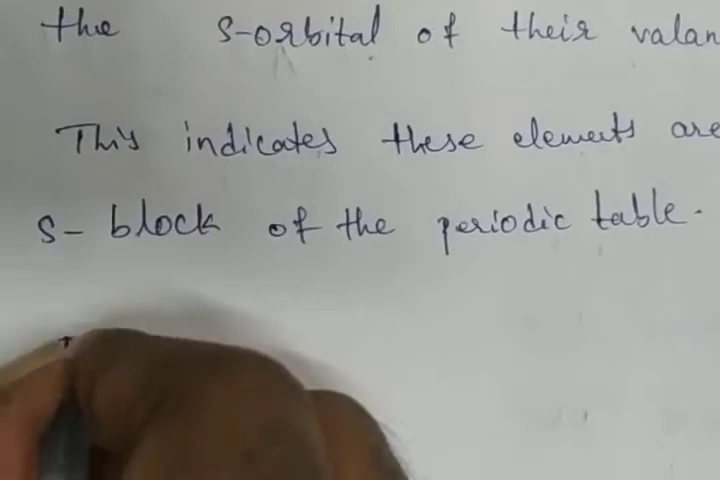 the s-orbital of their valan
This indicates these elements are
s-block of the periodic table.